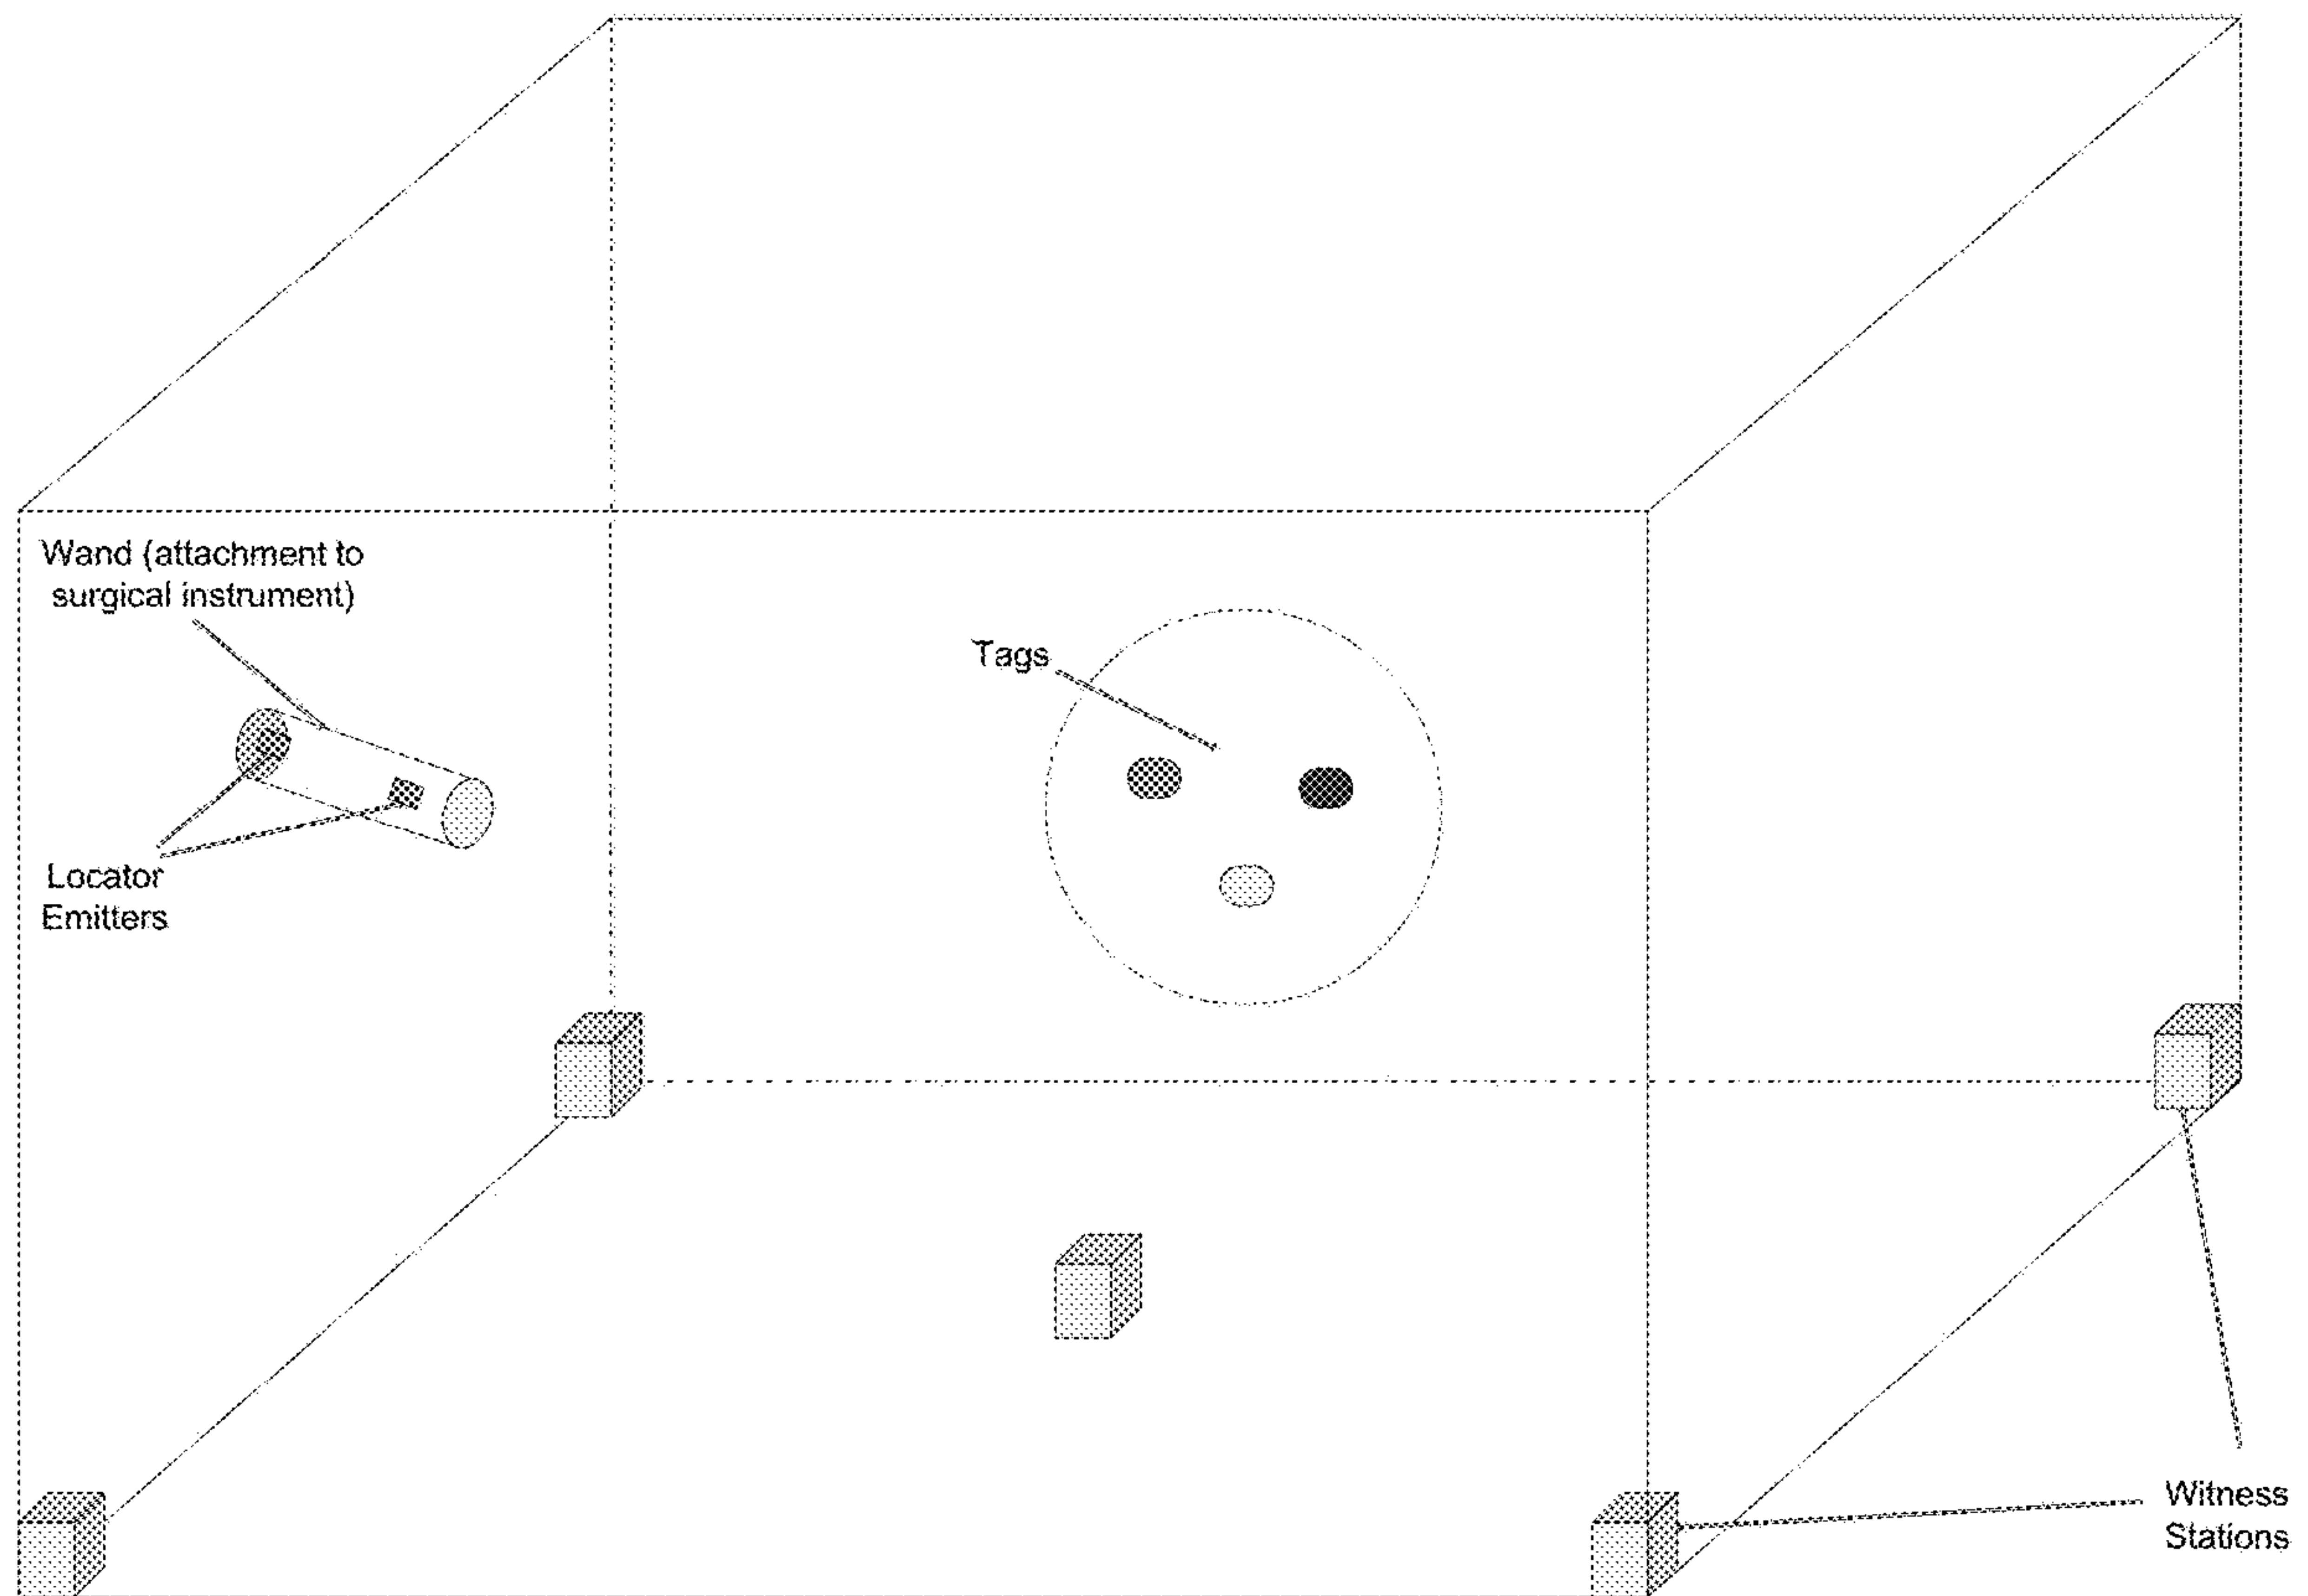 Wand (attachment to
surgical instrument)
Tags
Locator
Emitters
Witness
Stations